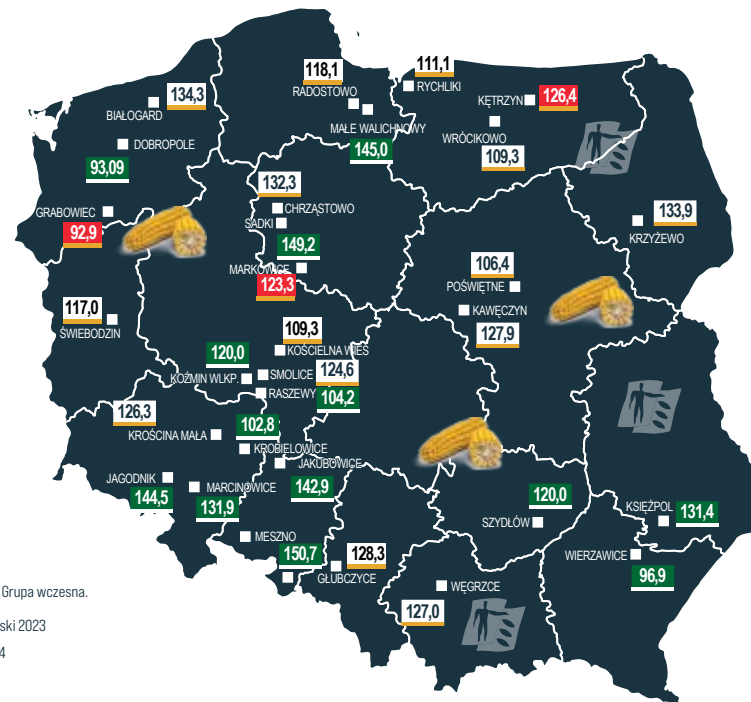 111,1
118,1
RADOSTOWO
RYCHLIKI
134,3
KĘTRZYN
126,4
BIAŁOGARD
MAŁE WALICHNOWY
WRÓCIKOWO
DOBROPOLE
145,0
109,3
93,09
132,3
GRABOWIEC
CHRZĄSTOWO
133,9
92,9
SADKI
KRZYŻEWO
149,2
MARKOWICE
106,4
123,3
POŚWIĘTNE
117,0
KAWĘCZYN
ŚWIEBODZIN
109,3
127,9
120,0
KOŚCIELNA WIEŚ
KOŹMIN WLKP.
SMOLICE
124,6
RASZEWY
104,2
126,3
102,8
KROŚCINA MAŁA
KROBIELOWICE
JAKUBOWICE
JAGODNIK
MARCINOWICE
142,9
144,5
131,9
120,0
KSIĘŻPOL
131,4
SZYDŁÓW
MESZNO
150,7
128,3
WIERZAWICE
GŁUBCZYCE
96,9
WĘGRZCE
Grupa wczesna.
127,0
ski 2023
4